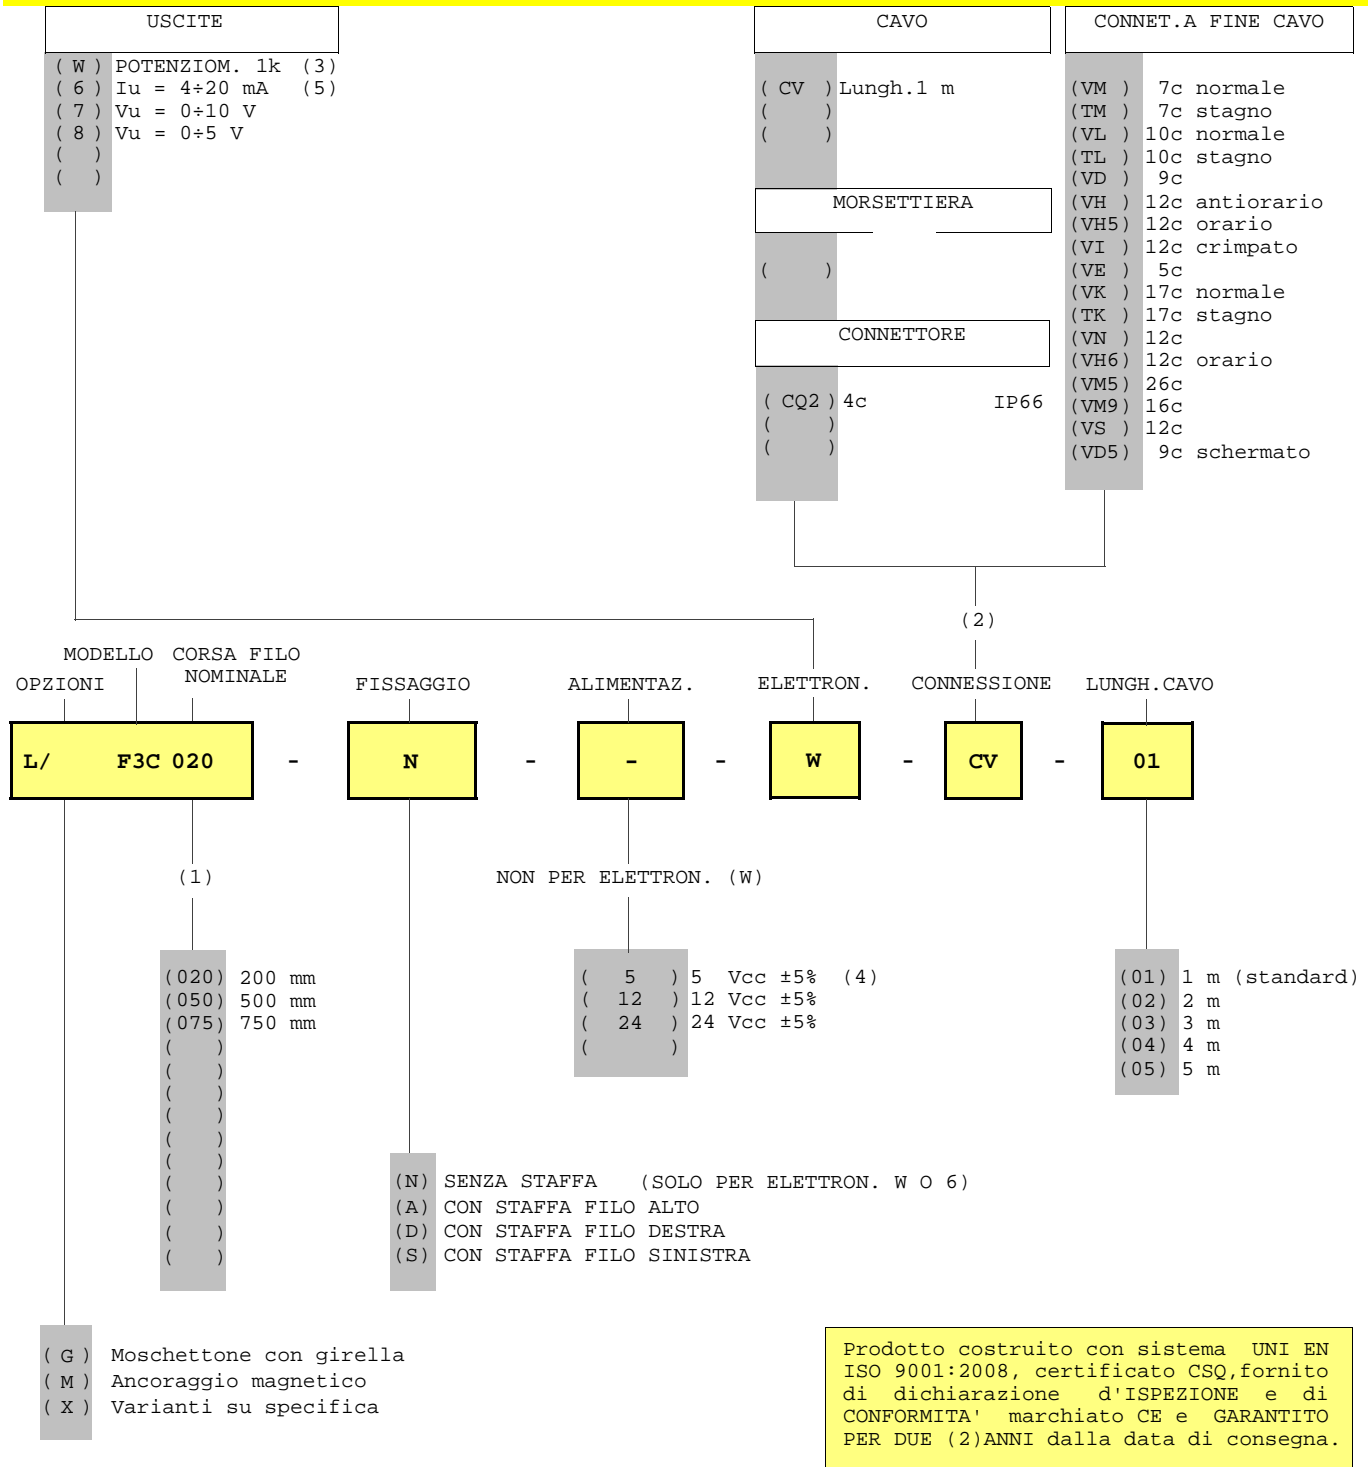 USCITE
( W ) POTENZIOM. 1k (3)
( 6 ) Iu = 4÷20 mA (5)
( 7 ) Vu = 0÷10 V
( 8 ) Vu = 0÷5 V
( )
( )
CAVO
( CV ) Lungh.1 m
( )
( )
MORSETTIERA
( )
CONNETTORE
( CQ2 ) 4c IP66
( )
( )
CONNET.A FINE CAVO
(VM ) 7c normale
(TM ) 7c stagno
(VL ) 10c normale
(TL ) 10c stagno
(VD ) 9c
(VH ) 12c antiorario
(VH5) 12c orario
(VI ) 12c crimpato
(VE ) 5c
(VK ) 17c normale
(TK ) 17c stagno
(VN ) 12c
(VH6) 12c orario
(VM5) 26c
(VM9) 16c
(VS ) 12c
(VD5) 9c schermato
(2)
OPZIONI
MODELLO
CORSA FILO
NOMINALE
FISSAGGIO
ALIMENTAZ.
ELETTRON.
CONNESSIONE
LUNGH.CAVO
L/ F3C 020 - N - - - W - CV - 01
(1)
(020) 200 mm
(050) 500 mm
(075) 750 mm
( )
( )
( )
( )
( )
( )
( )
( )
( )
( )
NON PER ELETTRON. (W)
( 5 ) 5 Vcc ±5% (4)
( 12 ) 12 Vcc ±5%
( 24 ) 24 Vcc ±5%
( )
(01) 1 m (standard)
(02) 2 m
(03) 3 m
(04) 4 m
(05) 5 m
(N) SENZA STAFFA (SOLO PER ELETTRON. W O 6)
(A) CON STAFFA FILO ALTO
(D) CON STAFFA FILO DESTRA
(S) CON STAFFA FILO SINISTRA
( G ) Moschettone con girella
( M ) Ancoraggio magnetico
( X ) Varianti su specifica
Prodotto costruito con sistema UNI EN
ISO 9001:2008, certificato CSQ,fornito
di dichiarazione d'ISPEZIONE e di
CONFORMITA' marchiato CE e GARANTITO
PER DUE (2)ANNI dalla data di consegna.